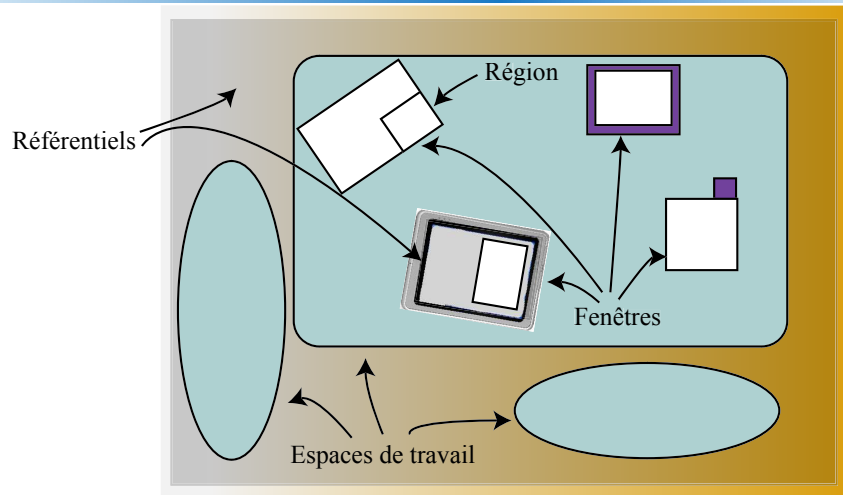 Région
Référentiels
Fenêtres
Espaces de travail